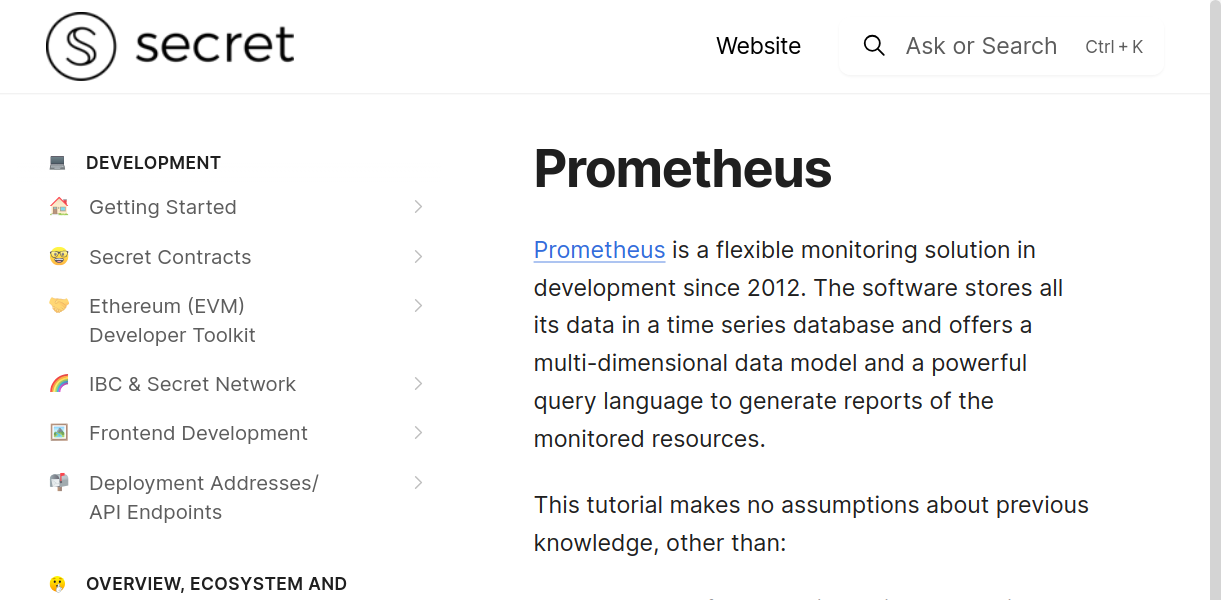 secret
Website
Ask or Search Ctrl + K
DEVELOPMENT
Getting Started
Secret Contracts
Ethereum (EVM)
Developer Toolkit
IBC & Secret Network
Frontend Development
Deployment Addresses/
API Endpoints
OVERVIEW, ECOSYSTEM AND
Prometheus
Prometheus is a flexible monitoring solution in
development since 2012. The software stores all
its data in a time series database and offers a
multi-dimensional data model and a powerful
query language to generate reports of the
monitored resources.
This tutorial makes no assumptions about previous
knowledge, other than: